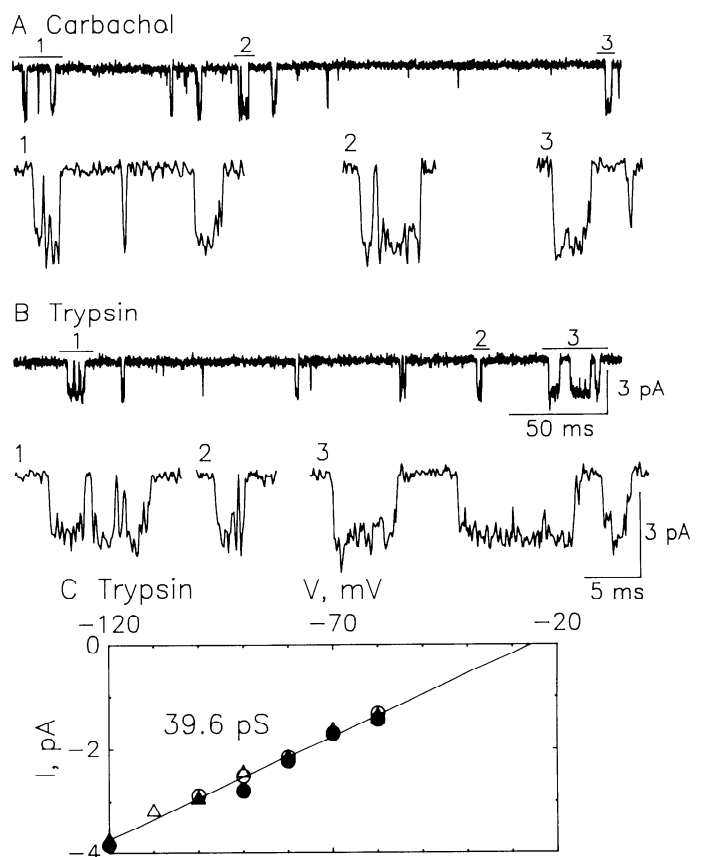 A Carbachol
1 2 3
1 2 3
B Trypsin
1 2 3
3 pA
50 ms
1 2 3
3 pA
5 ms
C Trypsin V, mV
−120 −70 −20
0
39.6 pS
I, pA
−2
−4